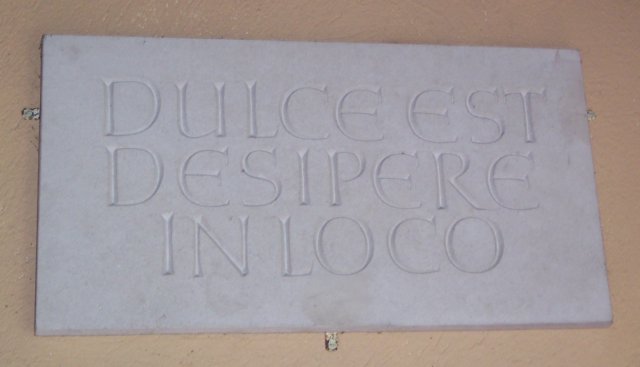 DULCE EST
DESIPERE
IN LOCO